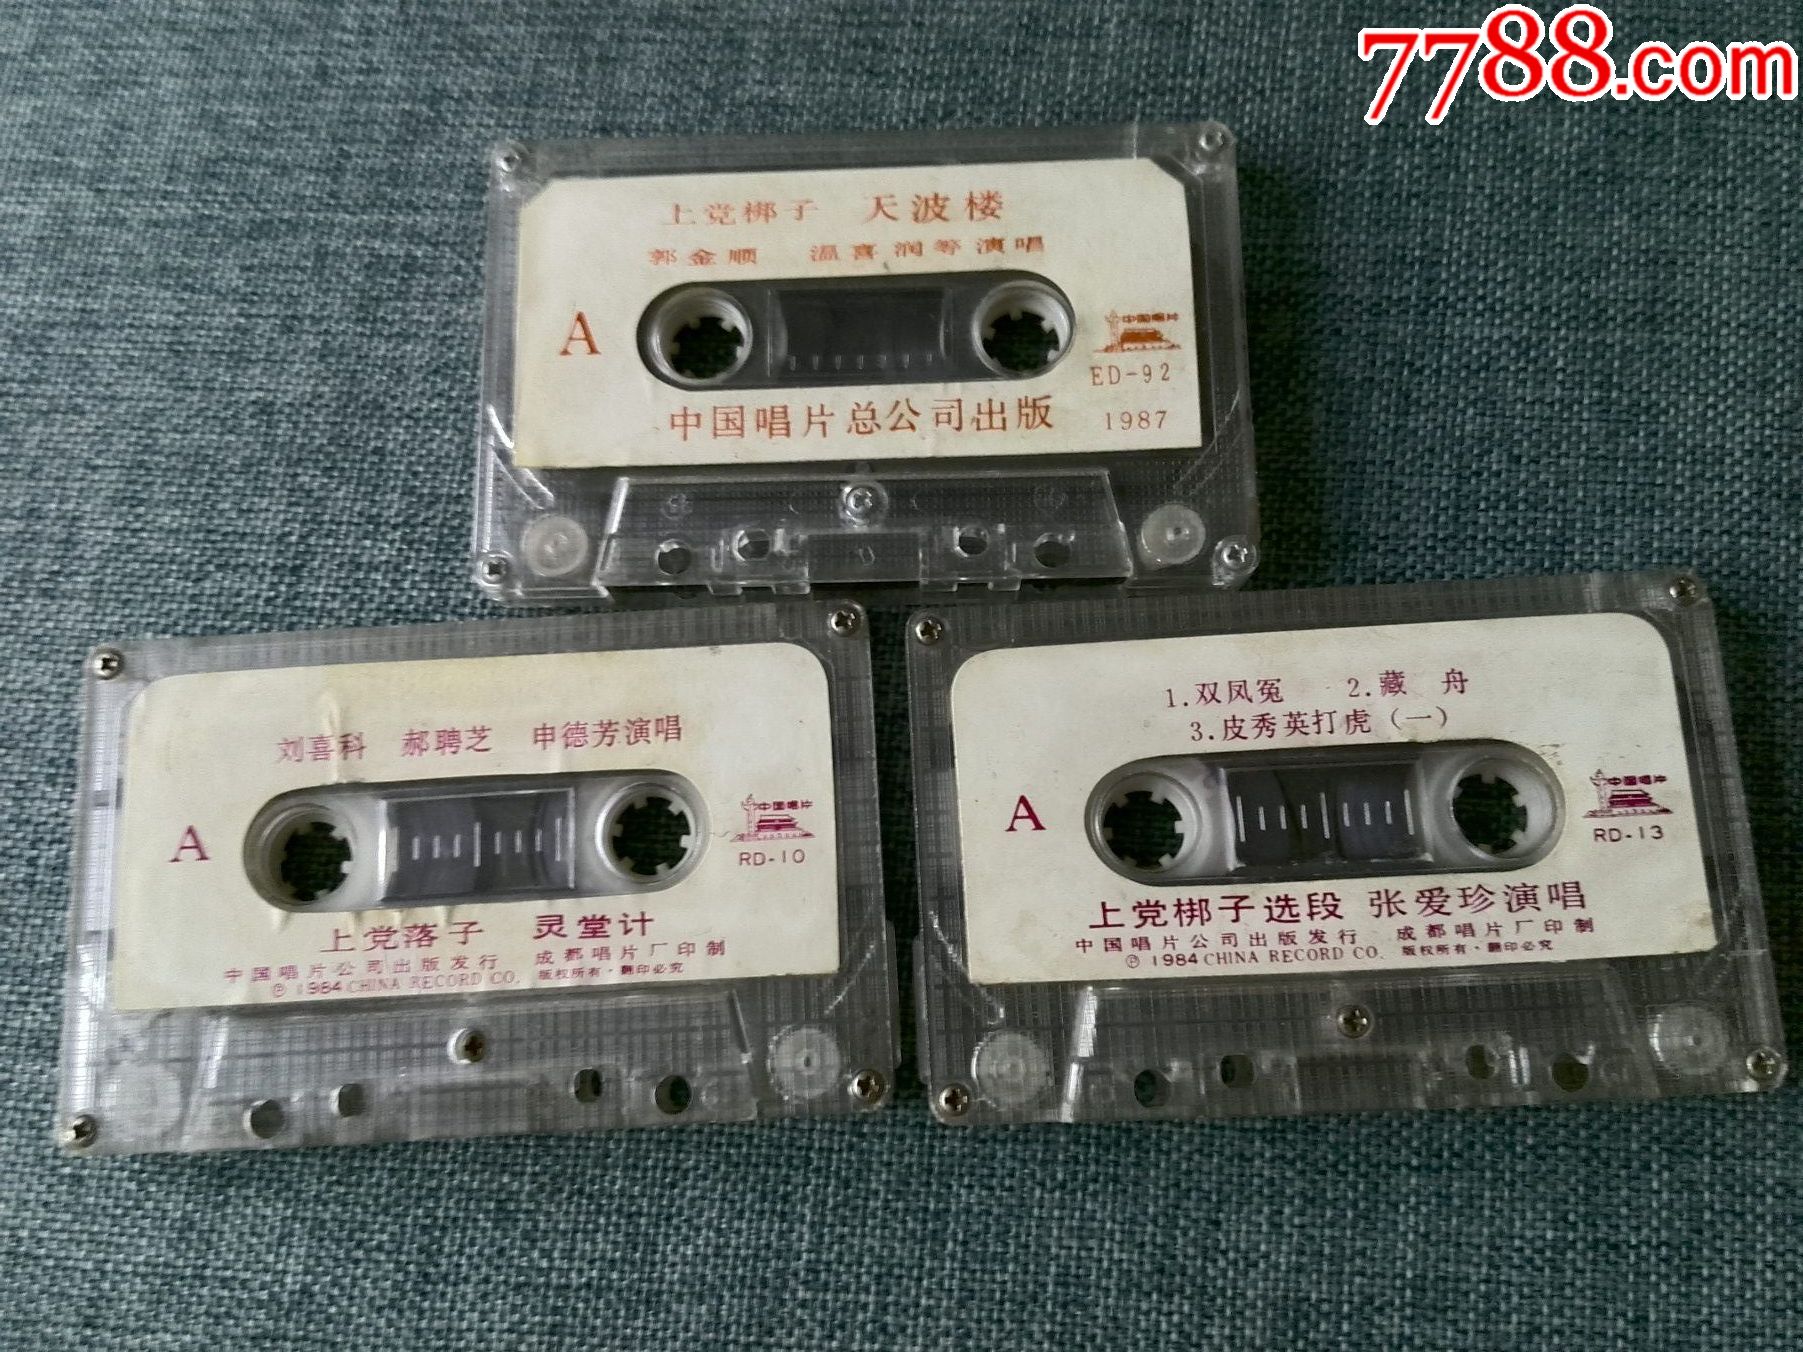 7788.com
上党梆子 天波楼
郭金顺 温喜润等演唱
A
中国唱片
ED-92
中国唱片总公司出版 1987
刘喜科 郝聘芝 申德芳演唱
A
中国唱片
RD-10
上党落子 灵堂计
中国唱片公司出版发行 成都唱片厂印制
Ⓟ 1984 CHINA RECORD CO. 版权所有·翻印必究
1.双凤冤 2.藏 舟
3.皮秀英打虎(一)
A
中国唱片
RD-13
上党梆子选段 张爱珍演唱
中国唱片公司出版发行 成都唱片厂印制
Ⓟ 1984 CHINA RECORD CO. 版权所有·翻印必究